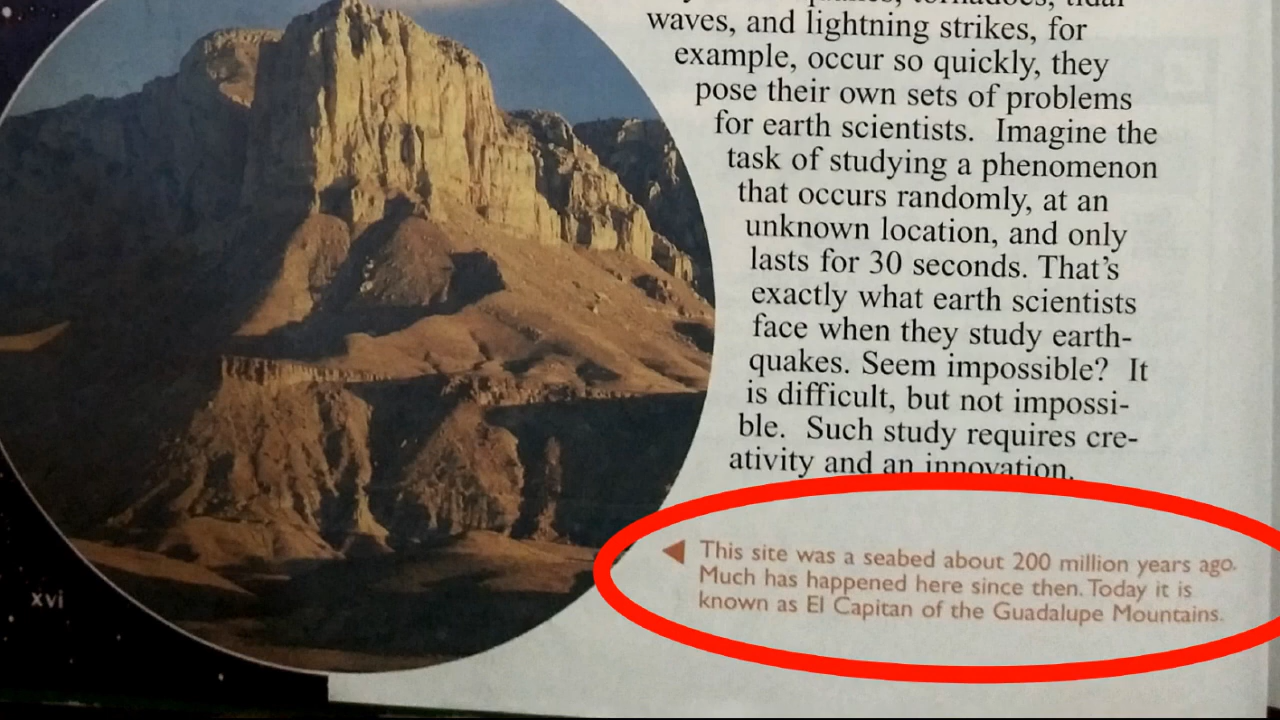 waves, and lightning strikes, for
example, occur so quickly, they
pose their own sets of problems
for earth scientists. Imagine the
task of studying a phenomenon
that occurs randomly, at an
unknown location, and only
lasts for 30 seconds. That's
exactly what earth scientists
face when they study earth-
quakes. Seem impossible? It
is difficult, but not impossi-
ble. Such study requires cre-
ativity and an innovation.
This site was a seabed about 200 million years ago.
Much has happened here since then. Today it is
known as El Capitan of the Guadalupe Mountains.
xvi